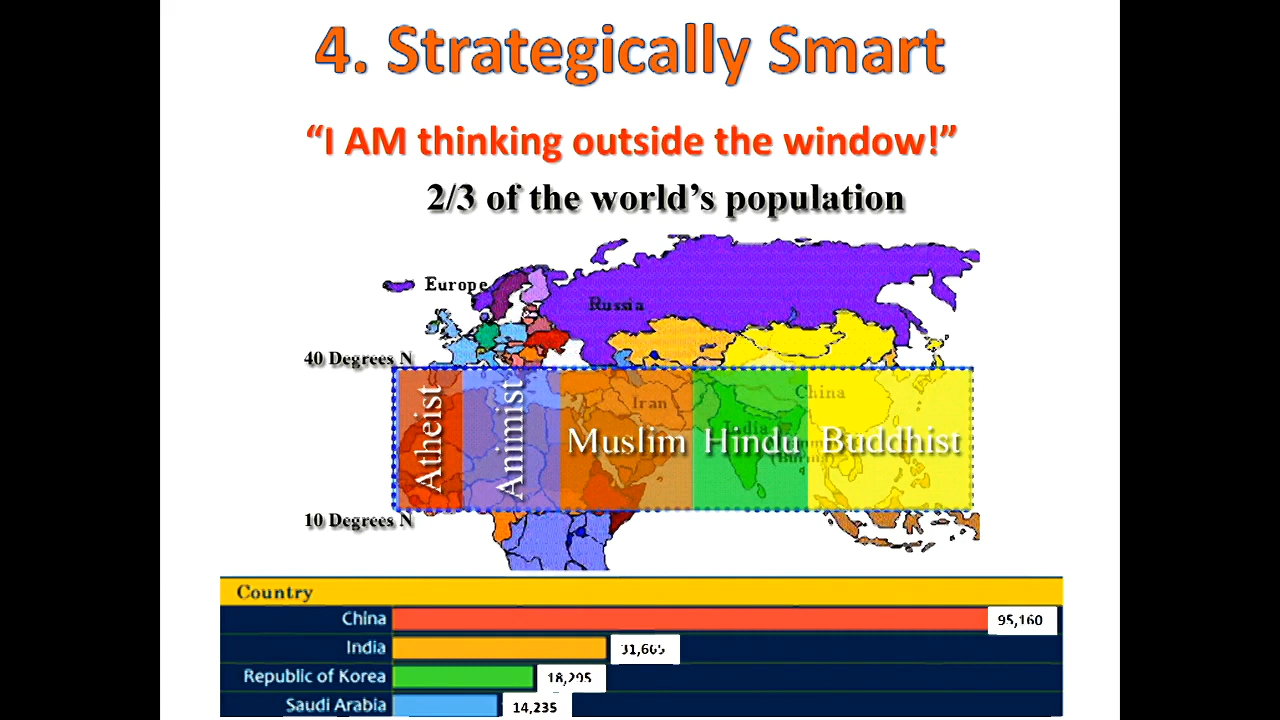 4. Strategically Smart
“I AM thinking outside the window!”
2/3 of the world’s population
Europe
Russia
40 Degrees N
China
Iran
India
Atheist
Animist
Muslim
Hindu
Buddhist
(Burma)
10 Degrees N
Country
China 95,160
India
Republic of Korea 18,295
Saudi Arabia 14,235